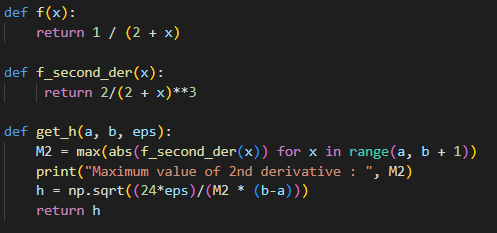 def f(x):
    return 1 / (2 + x)
def f_second_der(x):
     return 2/(2 + x)**3
def get_h(a, b, eps):
    M2 = max(abs(f_second_der(x)) for x in range(a, b + 1))
    print("Maximum value of 2nd derivative : ", M2)
    h = np.sqrt((24*eps)/(M2 * (b-a)))
    return h